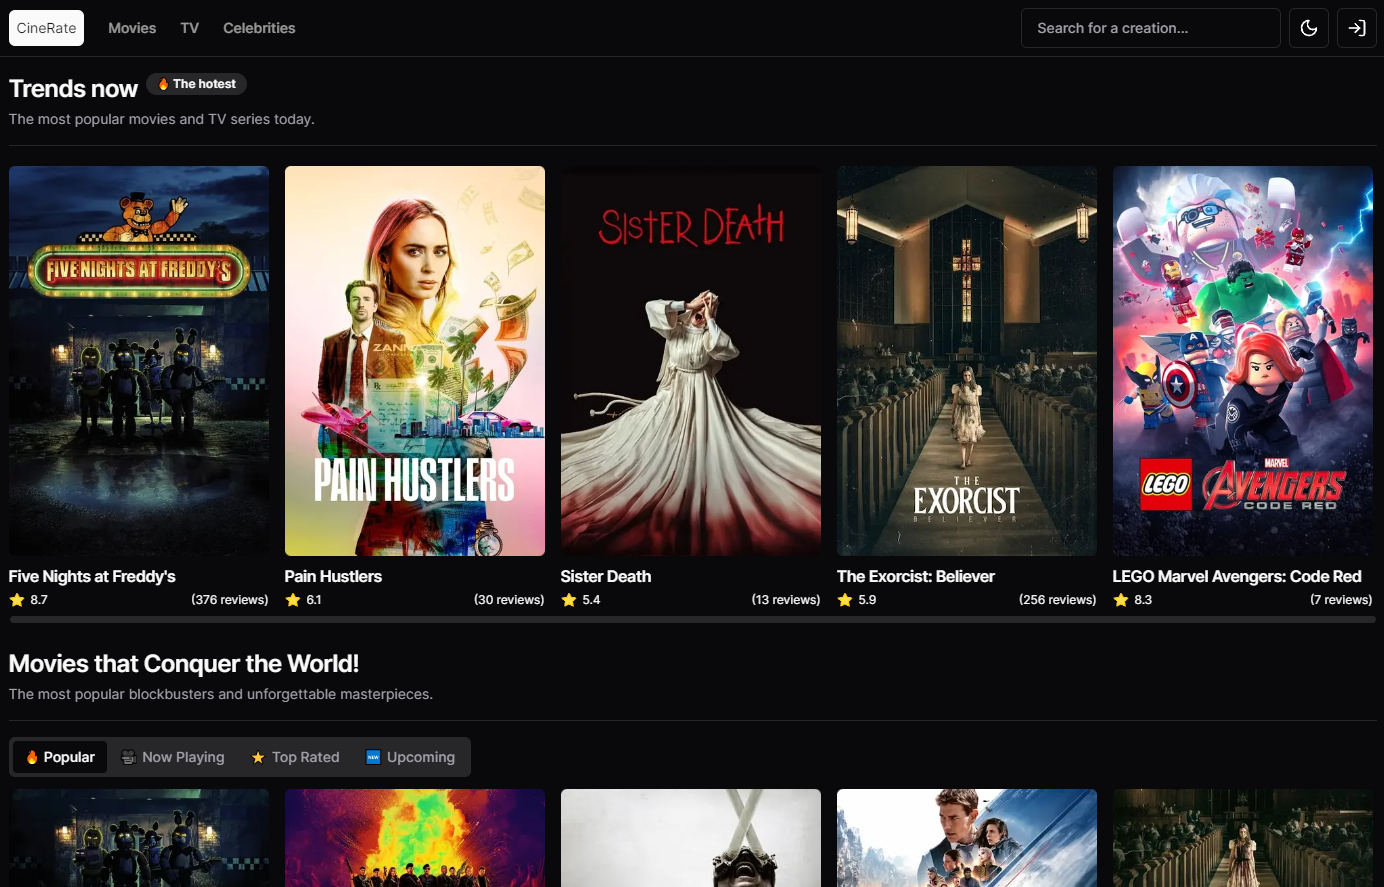 CineRate Movies TV Celebrities Search for a creation...
Trends now The hottest
The most popular movies and TV series today.
FIVE NIGHTS AT FREDDY'S
PAIN HUSTLERS
SISTER DEATH
THE
EXORCIST
BELIEVER
LEGO MARVEL AVENGERS
CODE RED
Five Nights at Freddy's
8.7 (376 reviews)
Pain Hustlers
6.1 (30 reviews)
Sister Death
5.4 (13 reviews)
The Exorcist: Believer
5.9 (256 reviews)
LEGO Marvel Avengers: Code Red
8.3 (7 reviews)
Movies that Conquer the World!
The most popular blockbusters and unforgettable masterpieces.
Popular Now Playing Top Rated NEW Upcoming